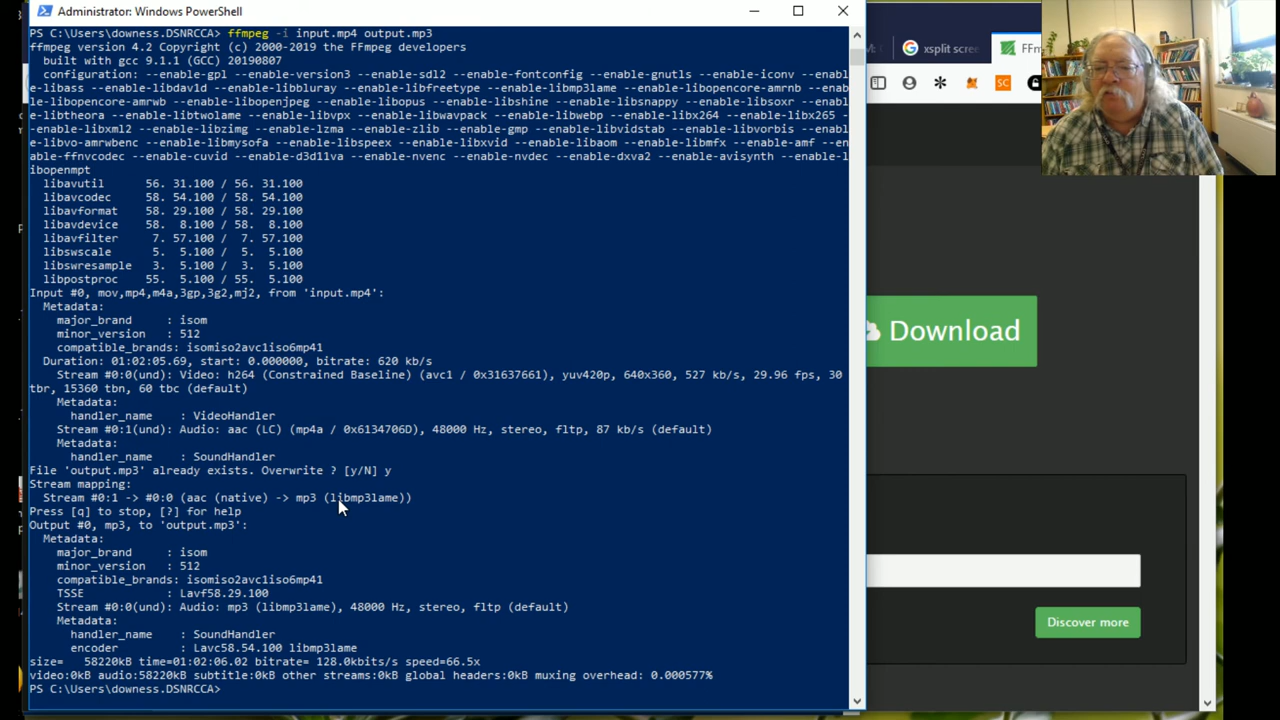 Administrator: Windows PowerShell
PS C:\Users\downess.DSNRCCA> ffmpeg -i input.mp4 output.mp3
ffmpeg version 4.2 Copyright (c) 2000-2019 the FFmpeg developers
built with gcc 9.1.1 (GCC) 20190807
configuration: --enable-gpl --enable-version3 --enable-sdl2 --enable-fontconfig --enable-gnutls --enable-iconv --enabl
e-libass --enable-libdav1d --enable-libbluray --enable-libfreetype --enable-libmp3lame --enable-libopencore-amrnb --enab
le-libopencore-amrwb --enable-libopenjpeg --enable-libopus --enable-libshine --enable-libsnappy --enable-libsoxr --enabl
e-libtheora --enable-libtwolame --enable-libvpx --enable-libwavpack --enable-libwebp --enable-libx264 --enable-libx265 -
-enable-libxml2 --enable-libzimg --enable-lzma --enable-zlib --enable-gmp --enable-libvidstab --enable-libvorbis --enabl
e-libvo-amrwbenc --enable-libmysofa --enable-libspeex --enable-libxvid --enable-libaom --enable-libmfx --enable-amf --en
able-ffnvcodec --enable-cuvid --enable-d3d11va --enable-nvenc --enable-nvdec --enable-dxva2 --enable-avisynth --enable-l
ibopenmpt
libavutil 56. 31.100 / 56. 31.100
libavcodec 58. 54.100 / 58. 54.100
libavformat 58. 29.100 / 58. 29.100
libavdevice 58. 8.100 / 58. 8.100
libavfilter 7. 57.100 / 7. 57.100
libswscale 5. 5.100 / 5. 5.100
libswresample 3. 5.100 / 3. 5.100
libpostproc 55. 5.100 / 55. 5.100
Input #0, mov,mp4,m4a,3gp,3g2,mj2, from 'input.mp4':
Metadata:
major_brand : isom
minor_version : 512
compatible_brands: isomiso2avc1iso6mp41
Duration: 01:02:05.69, start: 0.000000, bitrate: 620 kb/s
Stream #0:0(und): Video: h264 (Constrained Baseline) (avc1 / 0x31637661), yuv420p, 640x360, 527 kb/s, 29.96 fps, 30
tbr, 15360 tbn, 60 tbc (default)
Metadata:
handler_name : VideoHandler
Stream #0:1(und): Audio: aac (LC) (mp4a / 0x6134706D), 48000 Hz, stereo, fltp, 87 kb/s (default)
Metadata:
handler_name : SoundHandler
File 'output.mp3' already exists. Overwrite ? [y/N] y
Stream mapping:
Stream #0:1 -> #0:0 (aac (native) -> mp3 (libmp3lame))
Press [q] to stop, [?] for help
Output #0, mp3, to 'output.mp3':
Metadata:
major_brand : isom
minor_version : 512
compatible_brands: isomiso2avc1iso6mp41
TSSE : Lavf58.29.100
Stream #0:0(und): Audio: mp3 (libmp3lame), 48000 Hz, stereo, fltp (default)
Metadata:
handler_name : SoundHandler
encoder : Lavc58.54.100 libmp3lame
size= 58220kB time=01:02:06.02 bitrate= 128.0kbits/s speed=66.5x
video:0kB audio:58220kB subtitle:0kB other streams:0kB global headers:0kB muxing overhead: 0.000577%
PS C:\Users\downess.DSNRCCA>
xsplit scree
FFm
SC
Download
Discover more